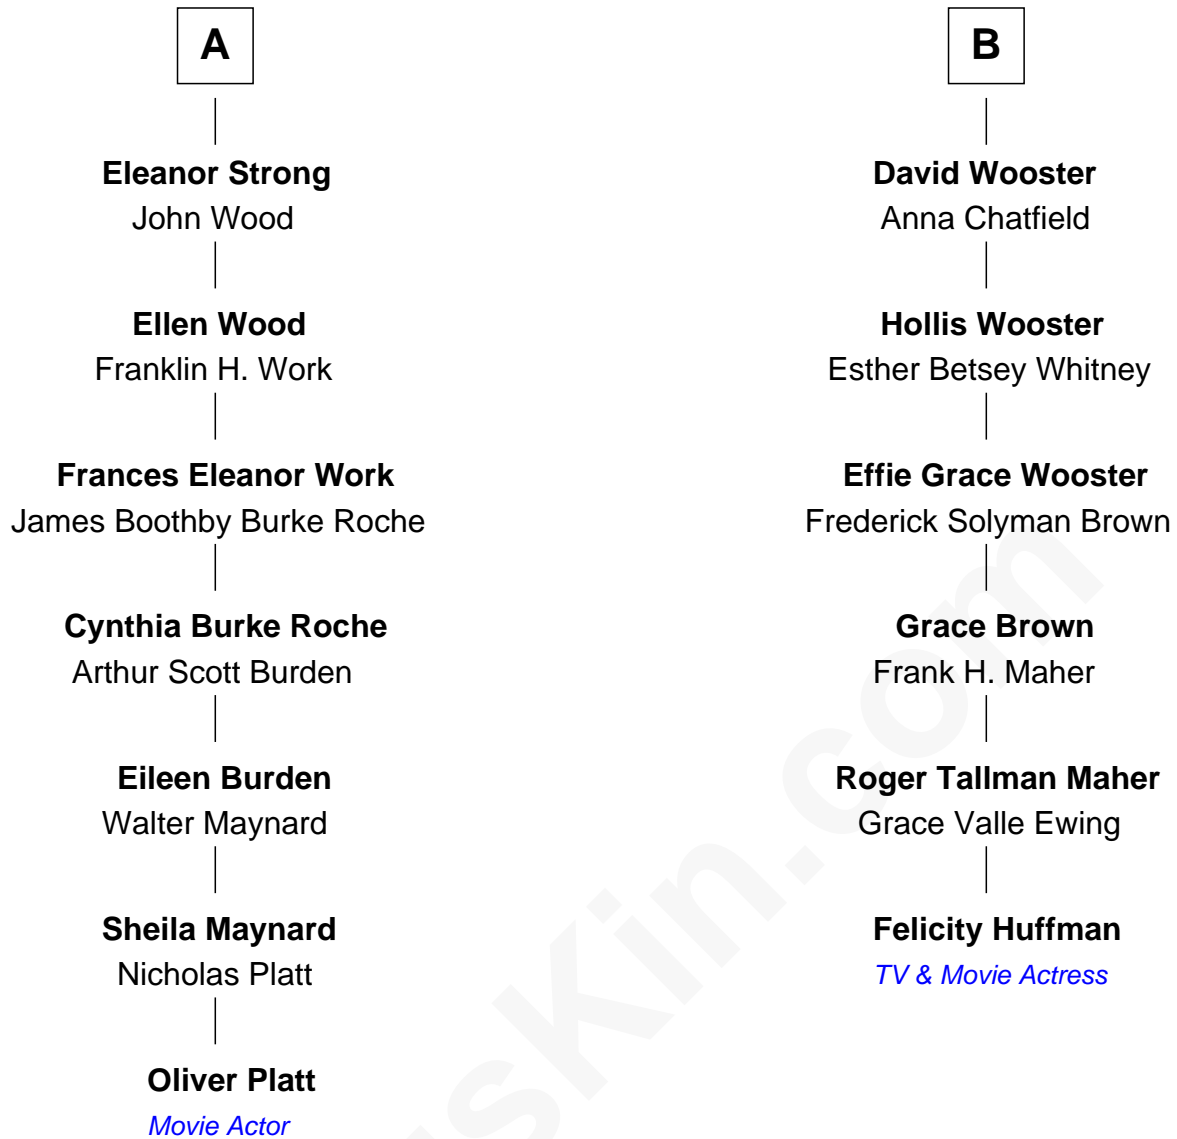 A
Eleanor Strong
John Wood
Ellen Wood
Franklin H. Work
Frances Eleanor Work
James Boothby Burke Roche
Cynthia Burke Roche
Arthur Scott Burden
Eileen Burden
Walter Maynard
Sheila Maynard
Nicholas Platt
Oliver Platt
Movie Actor
B
David Wooster
Anna Chatfield
Hollis Wooster
Esther Betsey Whitney
Effie Grace Wooster
Frederick Solyman Brown
Grace Brown
Frank H. Maher
Roger Tallman Maher
Grace Valle Ewing
Felicity Huffman
TV & Movie Actress